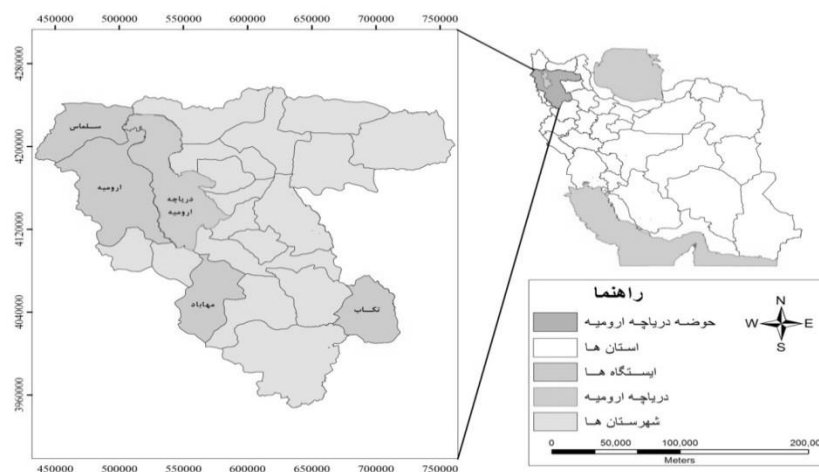 450000 500000 550000 600000 650000 700000 750000
4280000
4200000
4120000
4040000
3960000
سلماس
ارومیه
دریاچه
ارومیه
مهاباد
تکاب
450000 500000 550000 600000 650000 700000 750000
راهنما
حوضه دریاچه ارومیه
استان ها
ایستگاه ها
دریاچه ارومیه
شهرستان ها
N
W E
S
0 50,000 100,000 200,00
Meters